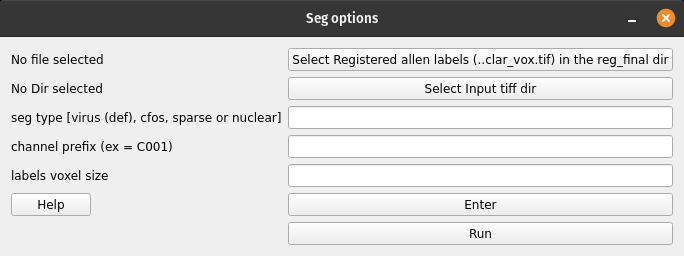 Seg options
No file selected
Select Registered allen labels (..clar_vox.tif) in the reg_final dir
No Dir selected
Select Input tiff dir
seg type [virus (def), cfos, sparse or nuclear]
channel prefix (ex = C001)
labels voxel size
Help
Enter
Run